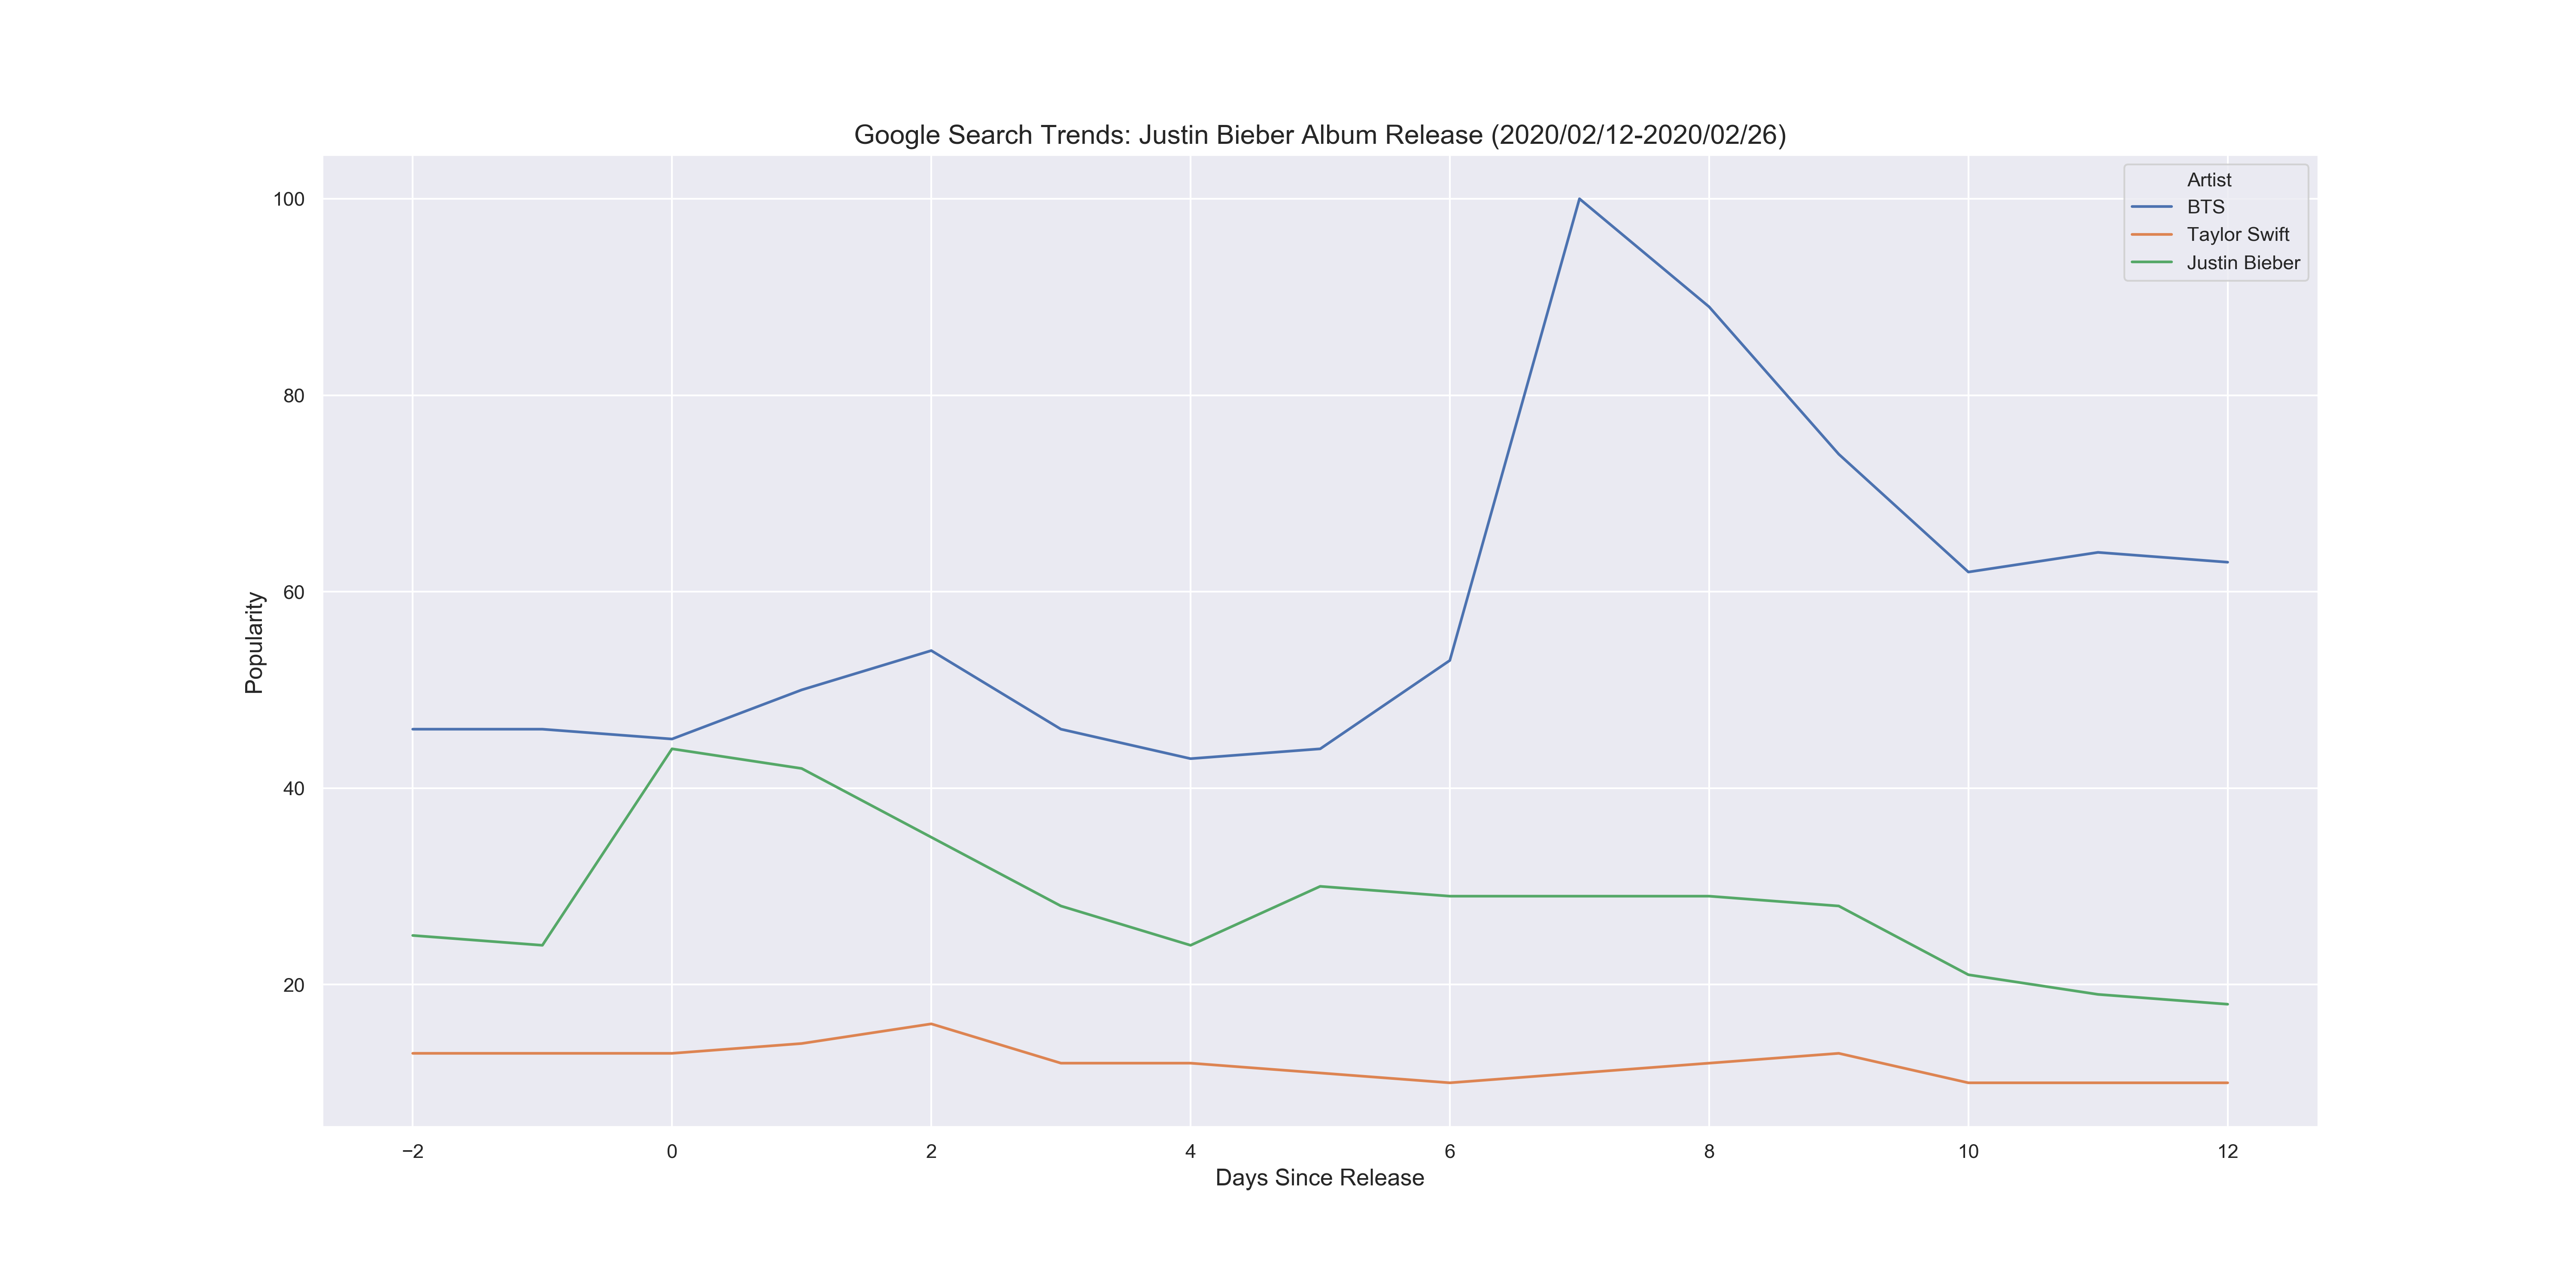 Google Search Trends: Justin Bieber Album Release (2020/02/12-2020/02/26)
Artist
BTS
Taylor Swift
Justin Bieber
100
80
60
40
20
Popularity
−2 0 2 4 6 8 10 12
Days Since Release